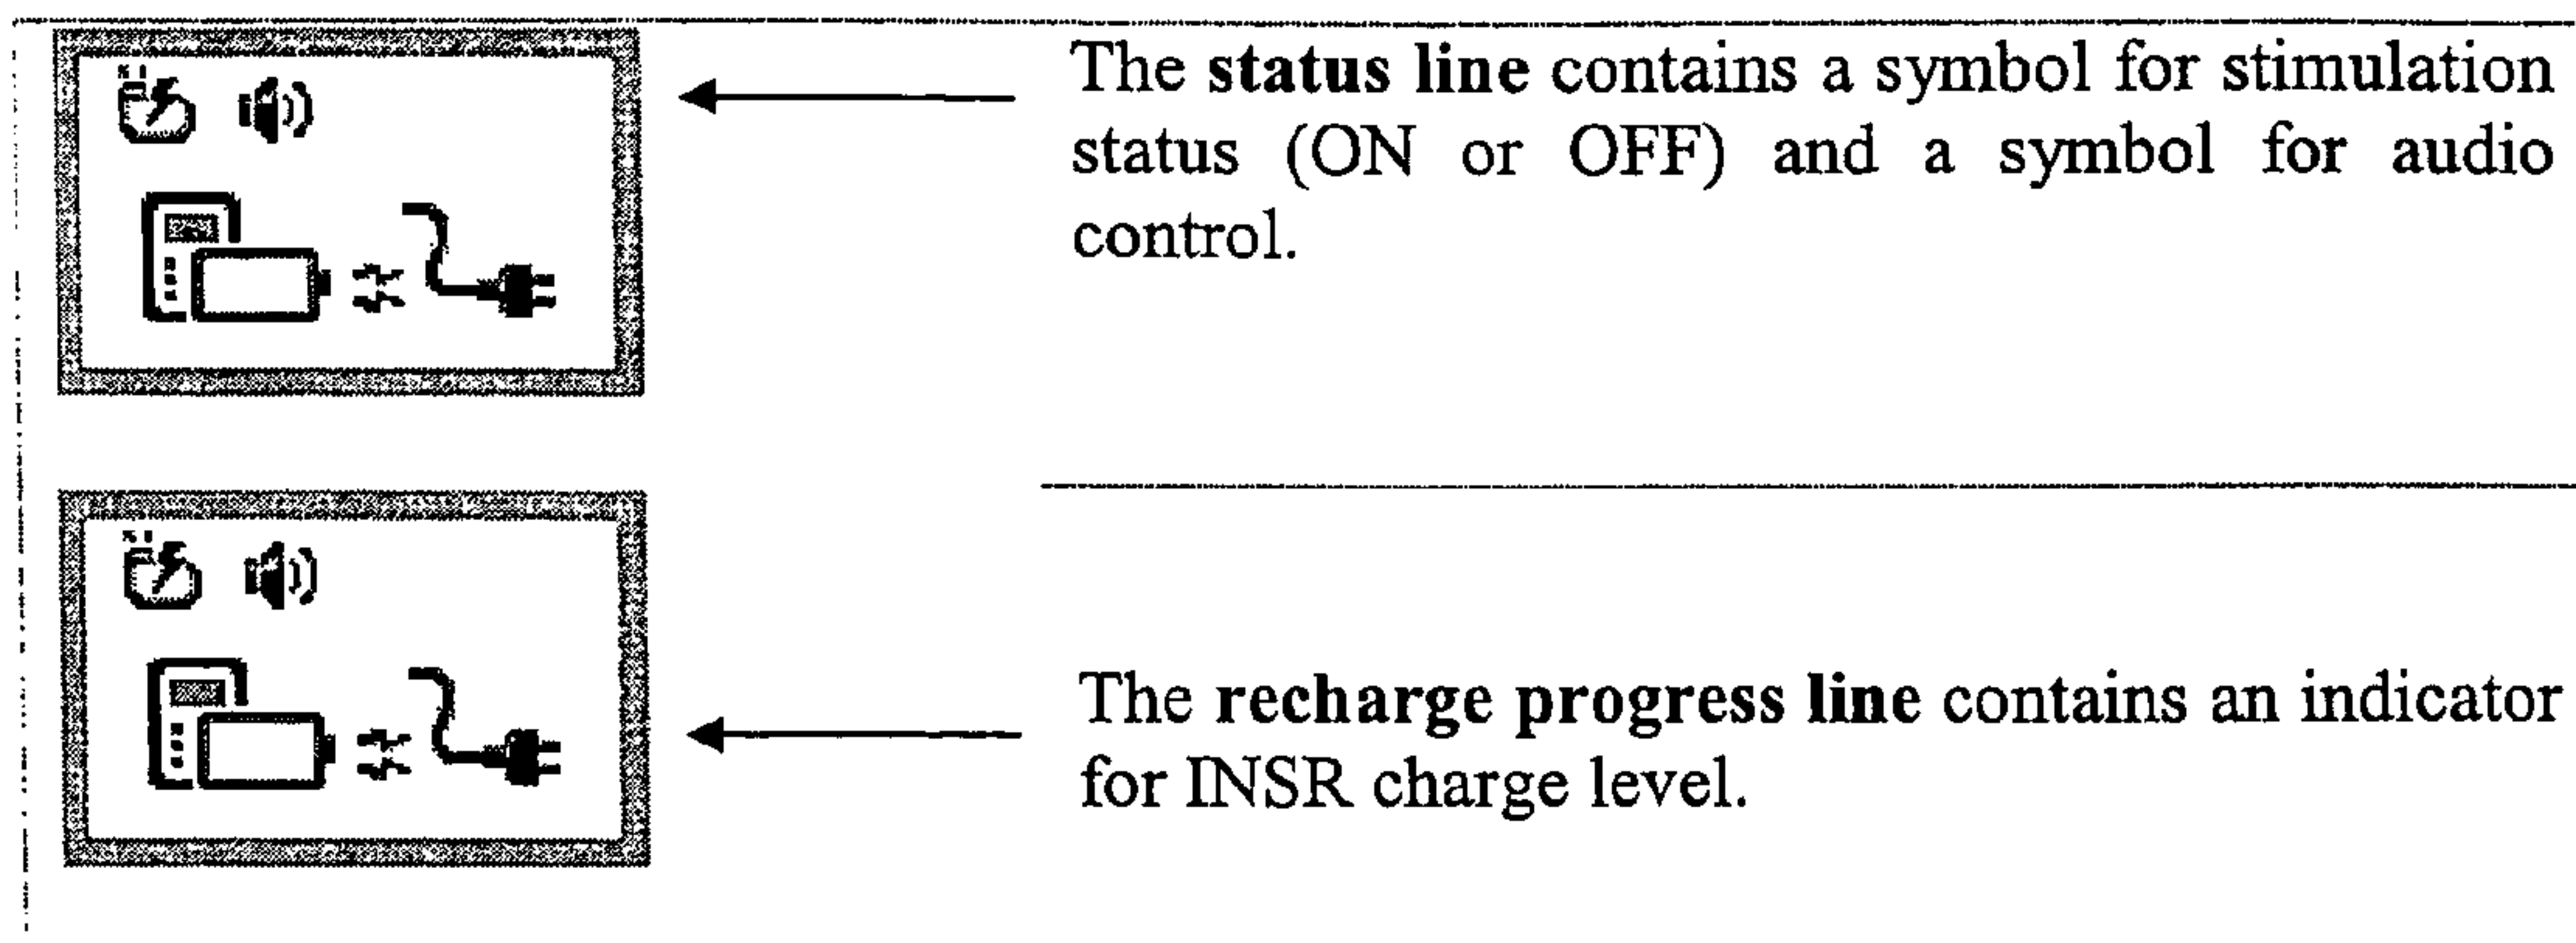 The status line contains a symbol for stimulation
status (ON or OFF) and a symbol for audio
control.
The recharge progress line contains an indicator
for INSR charge level.